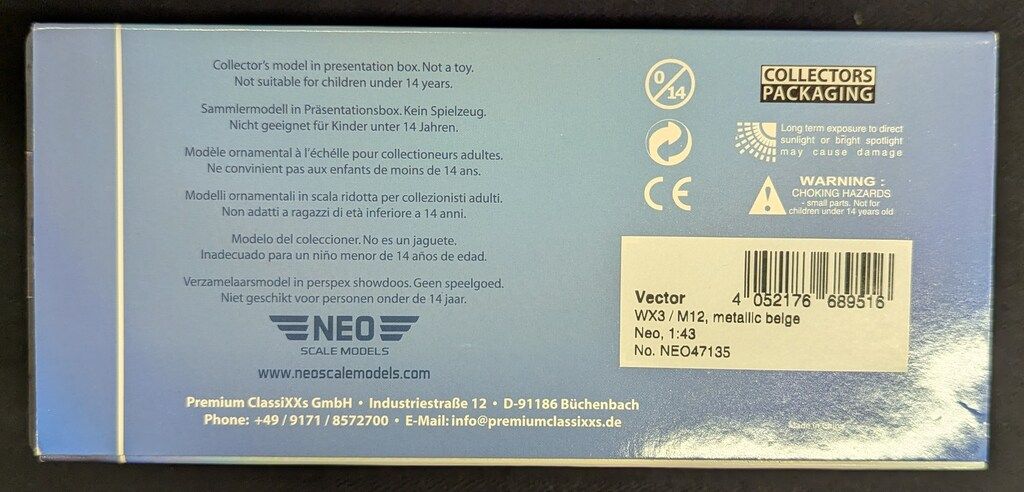 Collector's model in presentation box. Not a toy.
Not suitable for children under 14 years.
Sammlermodell in Präsentationsbox. Kein Spielzeug.
Nicht geeignet für Kinder unter 14 Jahren.
Modèle ornamental à l'échélle pour collectioneurs adultes.
Ne convinient pas aux enfants de moins de 14 ans.
Modelli ornamentali in scala ridotta per collezionisti adulti.
Non adatti a ragazzi di età inferiore a 14 anni.
Modelo del coleccioner. No es un jaguete.
Inadecuado para un niño menor de 14 años de edad.
Verzamelaarsmodel in perspex showdoos. Geen speelgoed.
Niet geschikt voor personen onder de 14 jaar.
NEO
SCALE MODELS
www.neoscalemodels.com
Premium ClassiXXs GmbH • Industriestraße 12 • D-91186 Büchenbach
Phone: +49 / 9171 / 8572700 • E-Mail: info@premiumclassixxs.de
0/14
COLLECTORS
PACKAGING
Long term exposure to direct
sunlight or bright spotlight
may cause damage
CE
WARNING :
CHOKING HAZARDS
- small parts. Not for
children under 14 years old
4 052176 689516
Vector
WX3 / M12, metallic beige
Neo, 1:43
No. NEO47135
Made in China